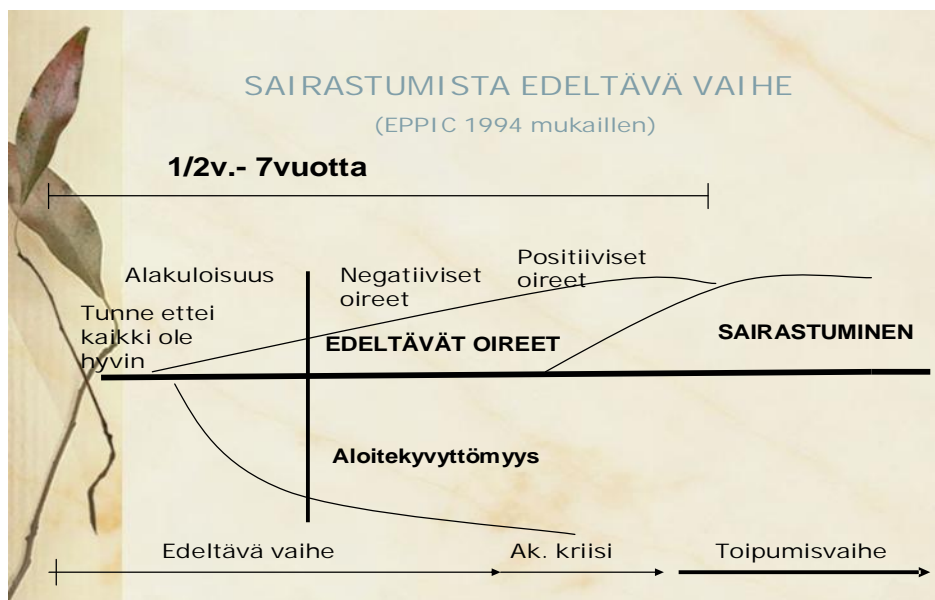 SAIRASTUMISTA EDELTÄVÄ VAIHE
(EPPIC 1994 mukaillen)
1/2v.- 7vuotta
Alakuloisuus
Negatiiviset
oireet
Positiiviset
oireet
Tunne ettei
kaikki ole
hyvin
EDELTÄVÄT OIREET
SAIRASTUMINEN
Aloitekyvyttömyys
Edeltävä vaihe
Ak. kriisi
Toipumisvaihe